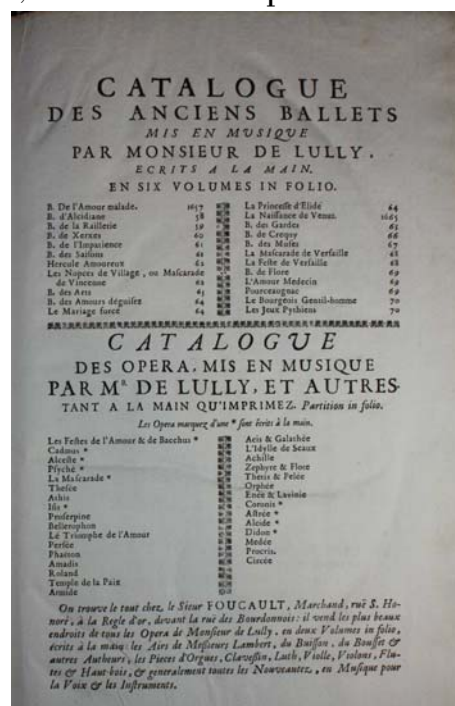 CATALOGUE
DES ANCIENS BALLETS
MIS EN MVSIQVE
PAR MONSIEUR DE LULLY,
ECRITS A LA MAIN.
EN SIX VOLUMES IN FOLIO.
B. De l'Amour malade. 1657
B. d'Alcidiane 58
B. de la Raillerie 59
B. de Xerxes 60
B. de l'Impatience 61
B. des Saisons 61
Hercule Amoureux 62
Les Nopces de Village, ou Mascarade
de Vincenne 62
B. des Arts 63
B. des Amours déguisez 64
Le Mariage forcé 64
La Princesse d'Elide 64
La Naissance de Venus. 1665
B. des Gardes 65
B. de Crequy 66
B. des Muses 67
La Mascarade de Versaille 68
La Feste de Versaille 68
B. de Flore 69
L'Amour Medecin 69
Pourceaugnac 69
Le Bourgeois Gentil-homme 70
Les Jeux Pythiens 70
CATALOGVE
DES OPERA, MIS EN MUSIQUE
PAR MR. DE LULLY, ET AUTRES.
TANT A LA MAIN QU'IMPRIMEZ. Partition in folio.
Les Opera marquez d'une * sont écrits à la main.
Les Festes de l'Amour & de Bacchus *
Cadmus *
Alceste *
Psyché *
La Mascarade *
Thesée
Athis
Isis *
Proserpine
Bellerophon
Le Triomphe de l'Amour
Persée
Phaëton
Amadis
Roland
Temple de la Paix
Armide
Acis & Galathée
L'Idylle de Sceaux
Achille
Zephyre & Flore
Thetis & Pelée
Orphée
Enée & Lavinie
Coronis *
Astrée *
Alcide *
Didon *
Medée
Procris.
Circée
On trouve le tout chez le Sieur FOUCAULT, Marchand, ruë S. Ho-
noré, à la Regle d'or, devant la ruë des Bourdonnois: il vend les plus beaux
endroits de tous les Opera de Monsieur de Lully, en deux Volumes in folio,
écrits à la main: les Airs de Messieurs Lambert, du Buisson, du Bousset &
autres Autheurs; les Pieces d'Orgues, Clavessin, Luth, Violle, Violons, Flu-
tes & Haut-bois, & generalement toutes les Nouveautez, en Musique pour
la Voix & les Instruments.